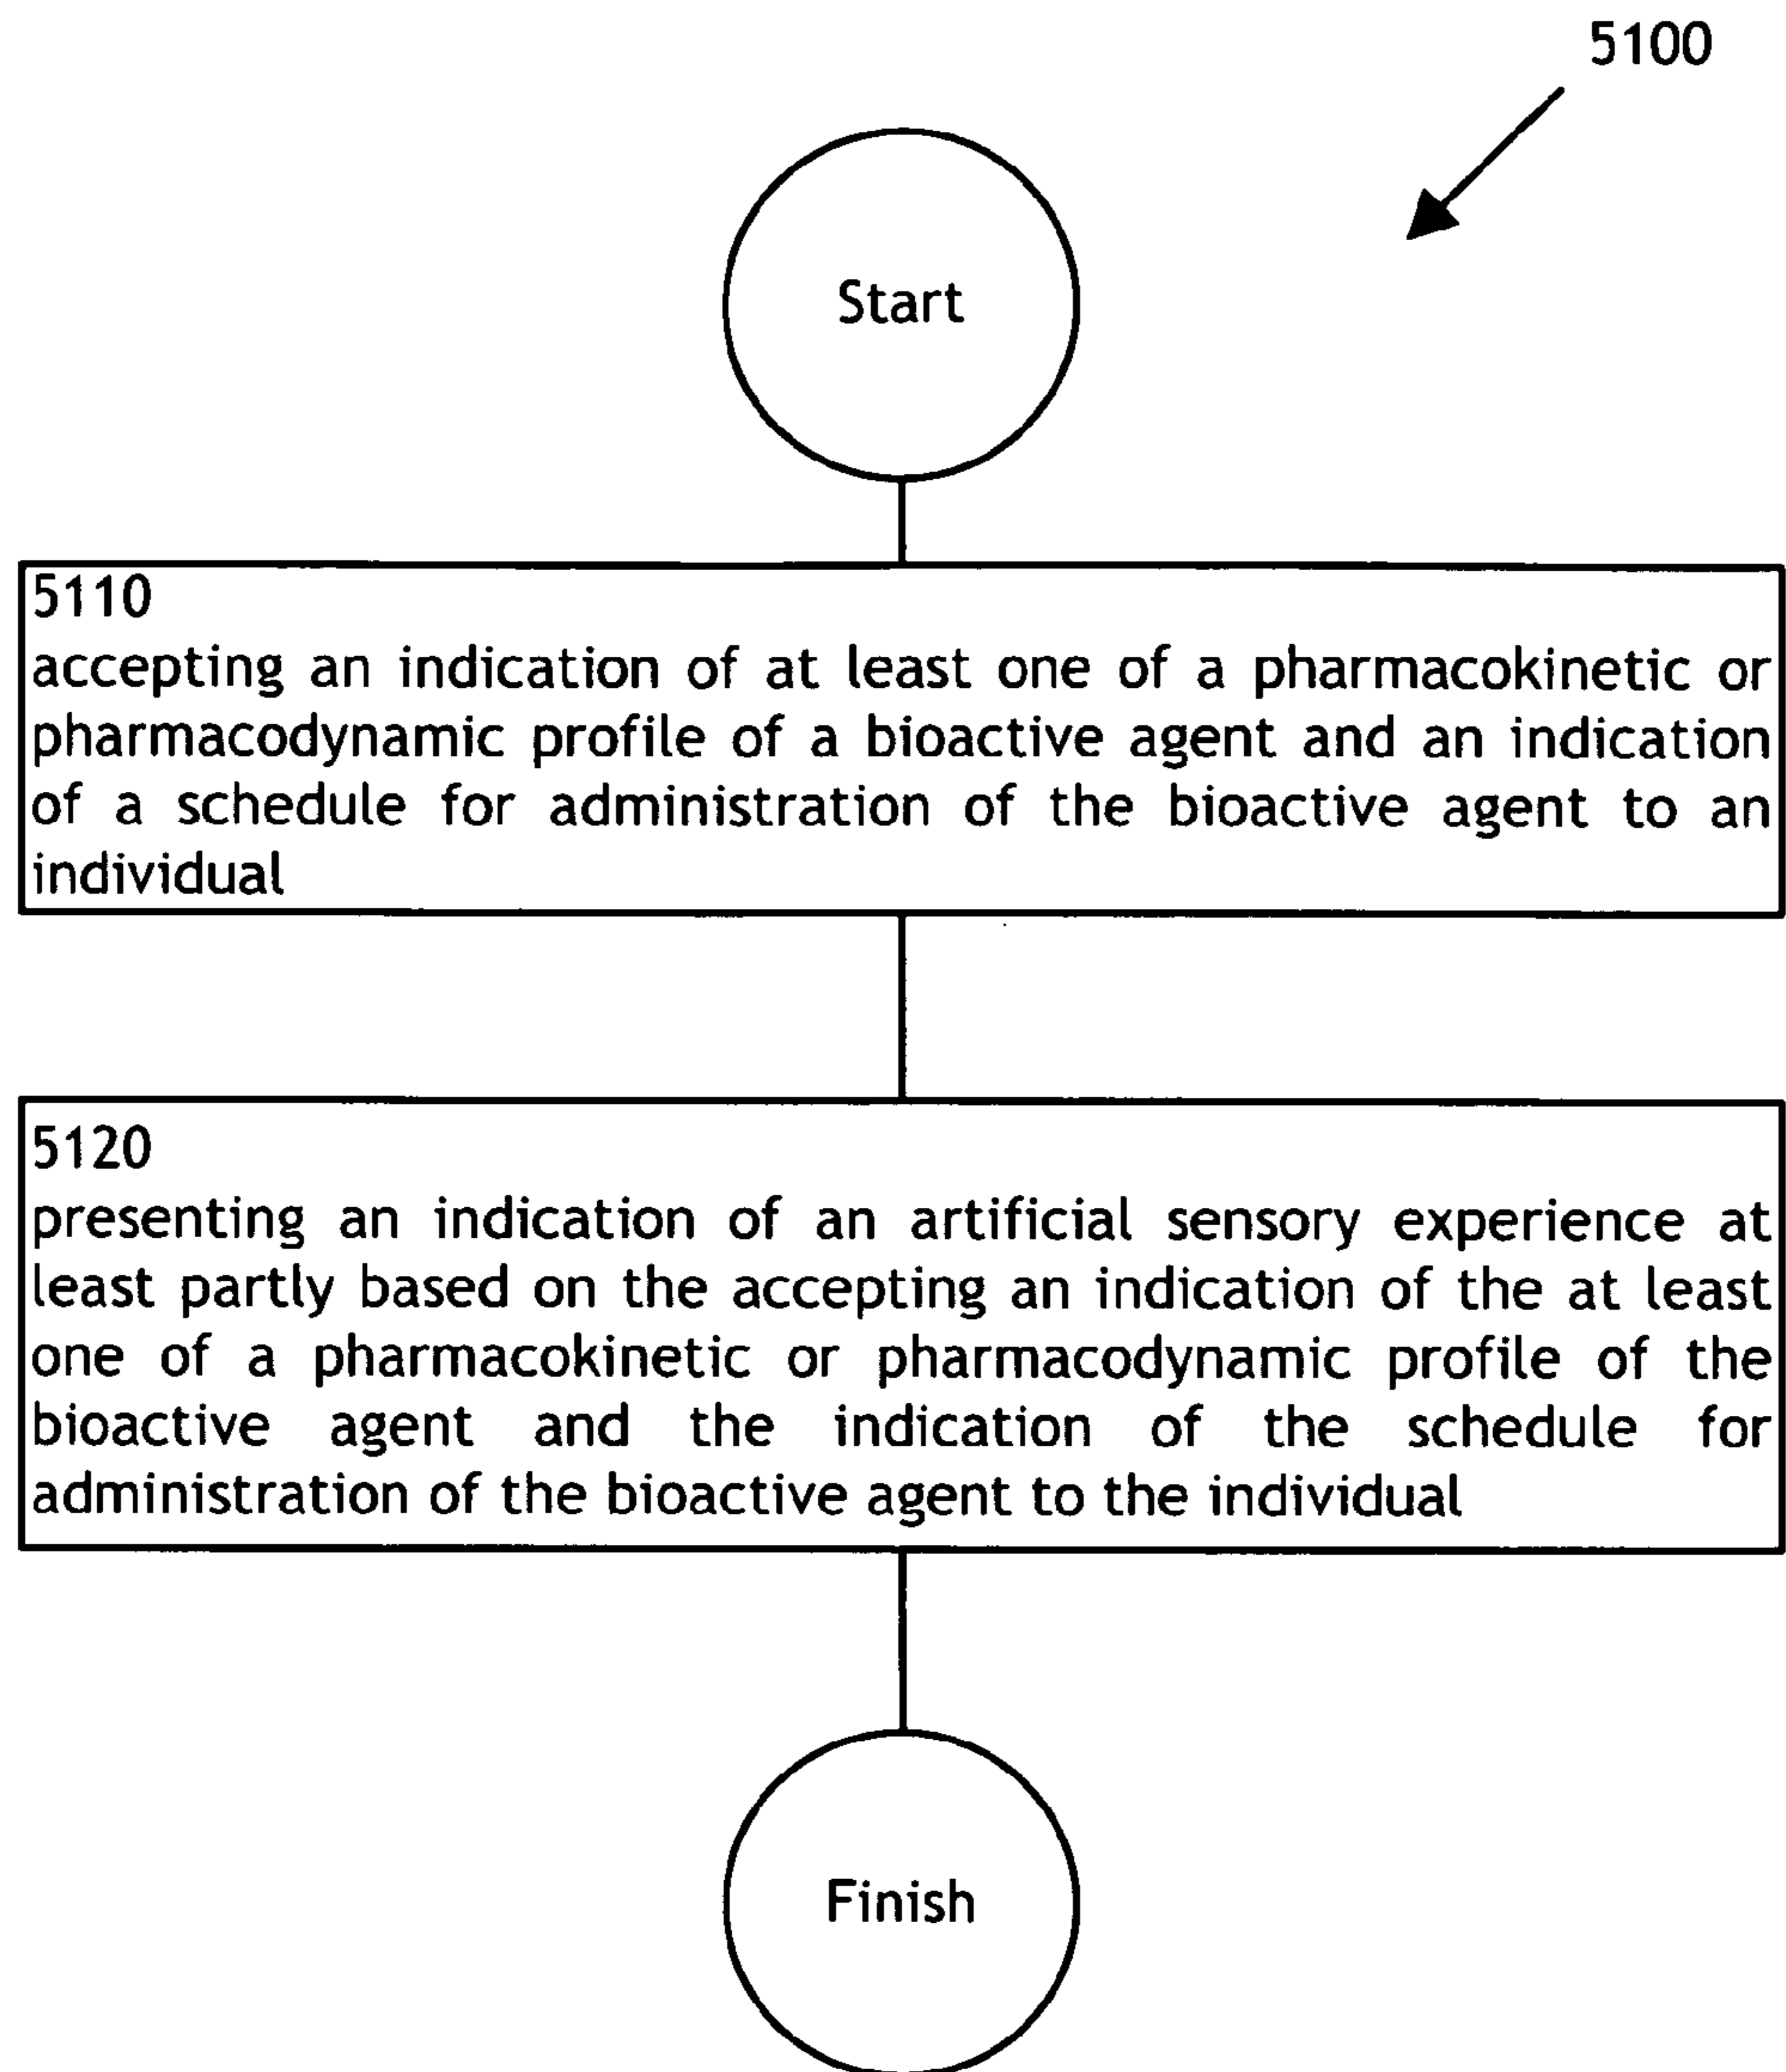 5100
Start
5110
accepting an indication of at least one of a pharmacokinetic or
pharmacodynamic profile of a bioactive agent and an indication
of a schedule for administration of the bioactive agent to an
individual
5120
presenting an indication of an artificial sensory experience at
least partly based on the accepting an indication of the at least
one of a pharmacokinetic or pharmacodynamic profile of the
bioactive agent and the indication of the schedule for
administration of the bioactive agent to the individual
Finish